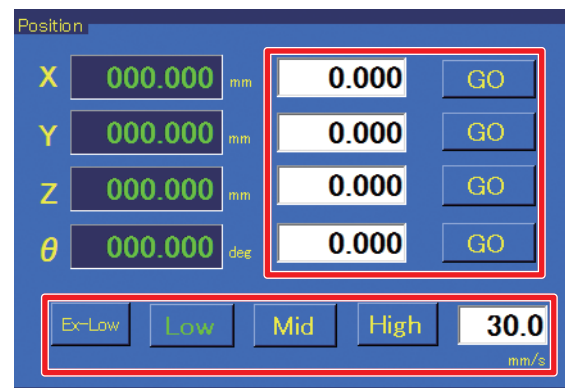 Position
X 000.000 mm 0.000 GO
Y 000.000 mm 0.000 GO
Z 000.000 mm 0.000 GO
θ 000.000 deg 0.000 GO
Ex-Low Low Mid High 30.0
mm/s